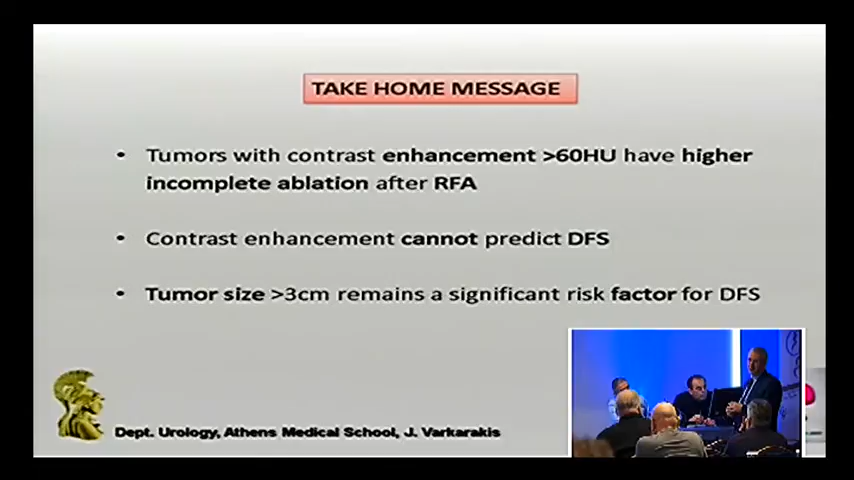 TAKE HOME MESSAGE
• Tumors with contrast enhancement >60HU have higher
incomplete ablation after RFA
• Contrast enhancement cannot predict DFS
• Tumor size >3cm remains a significant risk factor for DFS
Dept. Urology, Athens Medical School, J. Varkarakis